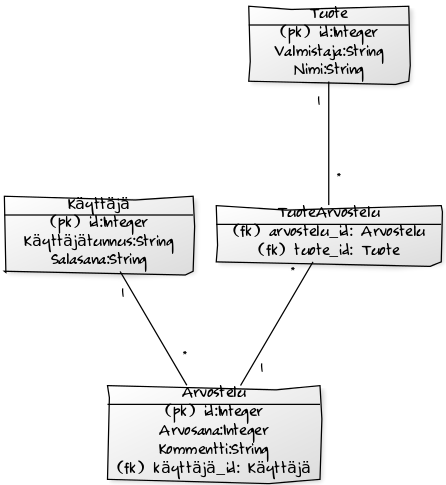 Tuote
(pk) id:Integer
Valmistaja:String
Nimi:String
1
*
Käyttäjä
(pk) id:Integer
Käyttäjätunnus:String
Salasana:String
TuoteArvostelu
(fk) arvostelu_id: Arvostelu
(fk) tuote_id: Tuote
*
1
*
1
Arvostelu
(pk) id:Integer
Arvosana:Integer
Kommentti:String
(fk) käyttäjä_id: Käyttäjä